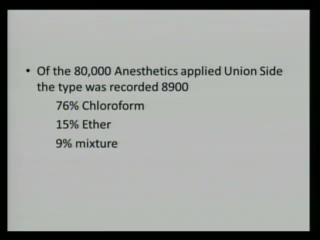 • Of the 80,000 Anesthetics applied Union Side
the type was recorded 8900
76% Chloroform
15% Ether
9% mixture